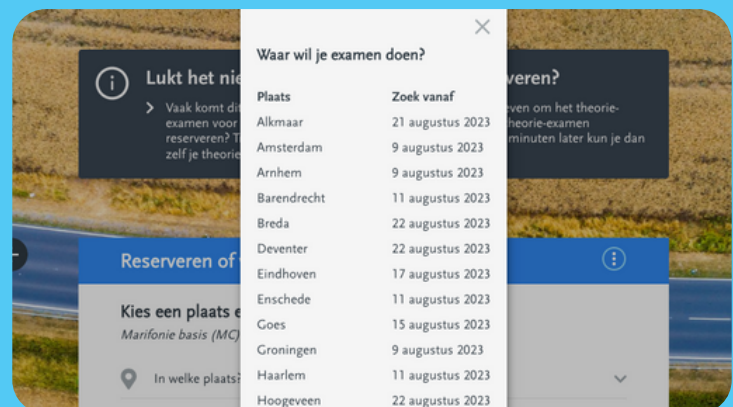 Waar wil je examen doen?
Plaats Zoek vanaf
Alkmaar 21 augustus 2023
Amsterdam 9 augustus 2023
Arnhem 9 augustus 2023
Barendrecht 11 augustus 2023
Breda 22 augustus 2023
Deventer 22 augustus 2023
Eindhoven 17 augustus 2023
Enschede 11 augustus 2023
Goes 15 augustus 2023
Groningen 9 augustus 2023
Haarlem 11 augustus 2023
Hoogeveen 22 augustus 2023
Lukt het nie veren?
Vaak komt dit even om het theorie-
examen voor theorie-examen
reserveren? T minuten later kun je dan
zelf je theorie
Reserveren of
Kies een plaats e
Marifonie basis (MC)
In welke plaats?